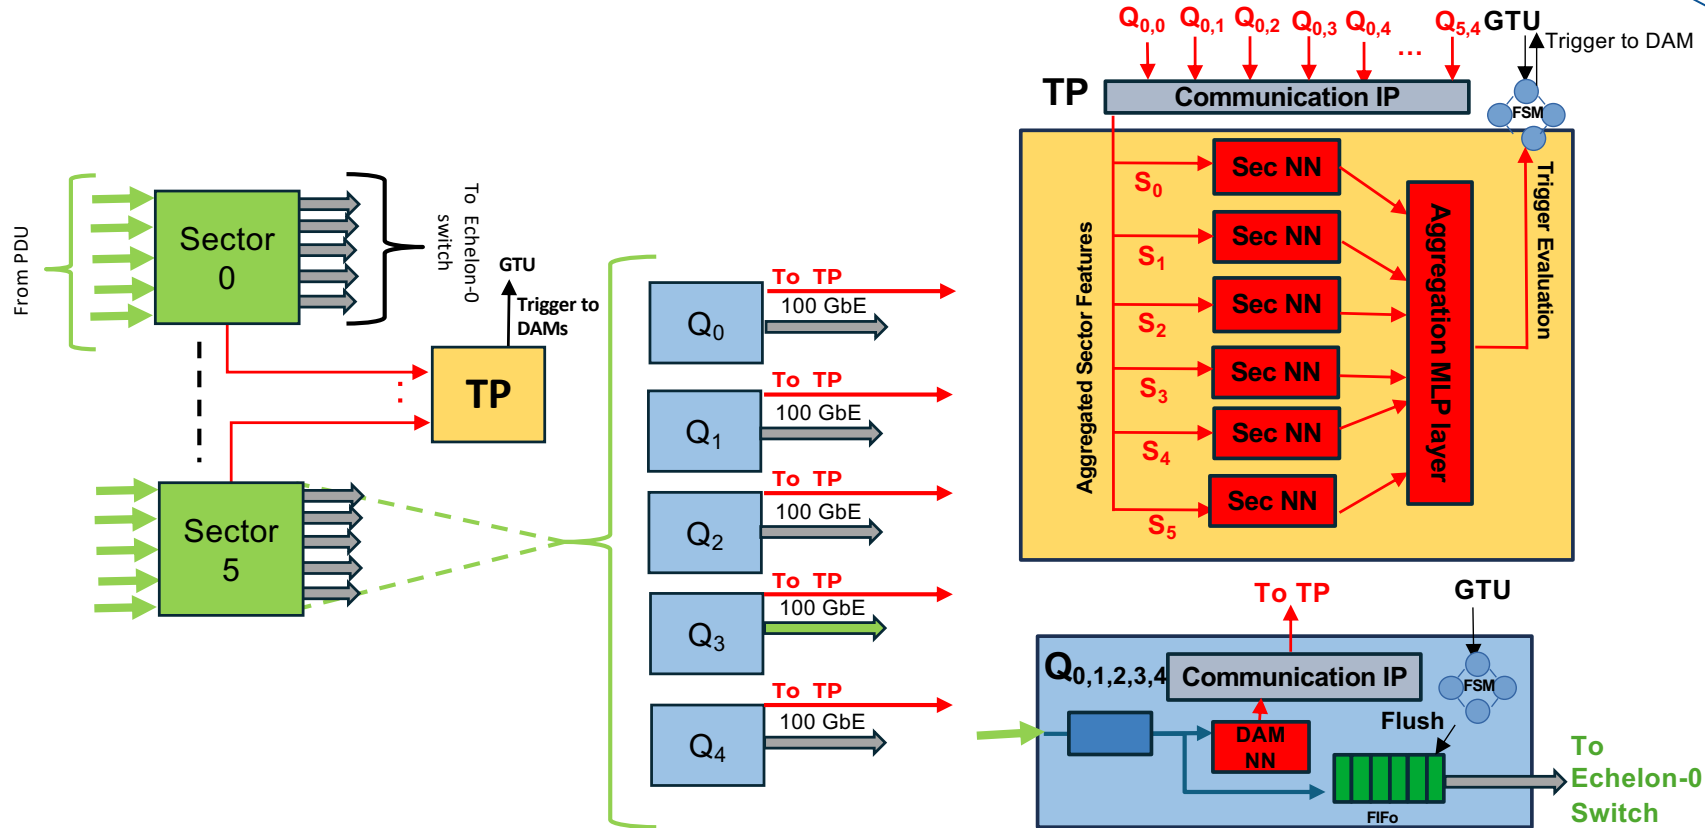 From PDU
Sector
0
To Echelon-0
switch
GTU
Trigger to
DAMs
TP
Sector
5
To TP
100 GbE
Q0
To TP
100 GbE
Q1
To TP
100 GbE
Q2
To TP
100 GbE
Q3
To TP
100 GbE
Q4
Q0,0
Q0,1
Q0,2
Q0,3
Q0,4
...
Q5,4
GTU
Trigger to DAM
TP
Communication IP
FSM
Aggregated Sector Features
S0
Sec NN
S1
Sec NN
S2
Sec NN
S3
Sec NN
S4
Sec NN
S5
Sec NN
Aggregation MLP layer
Trigger Evaluation
To TP
GTU
Q0,1,2,3,4
Communication IP
FSM
Flush
DAM
NN
FIFo
To
Echelon-0
Switch